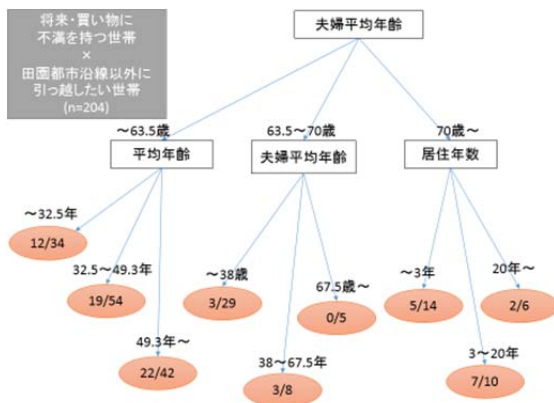 将来・買い物に
不満を持つ世帯
×
田園都市沿線以外に
引っ越したい世帯
(n=204)
夫婦平均年齢
～63.5歳
63.5～70歳
70歳～
平均年齢
夫婦平均年齢
居住年数
～32.5年
12/34
32.5～49.3年
19/54
49.3年～
22/42
～38歳
3/29
38～67.5年
3/8
67.5歳～
0/5
～3年
5/14
3～20年
7/10
20年～
2/6